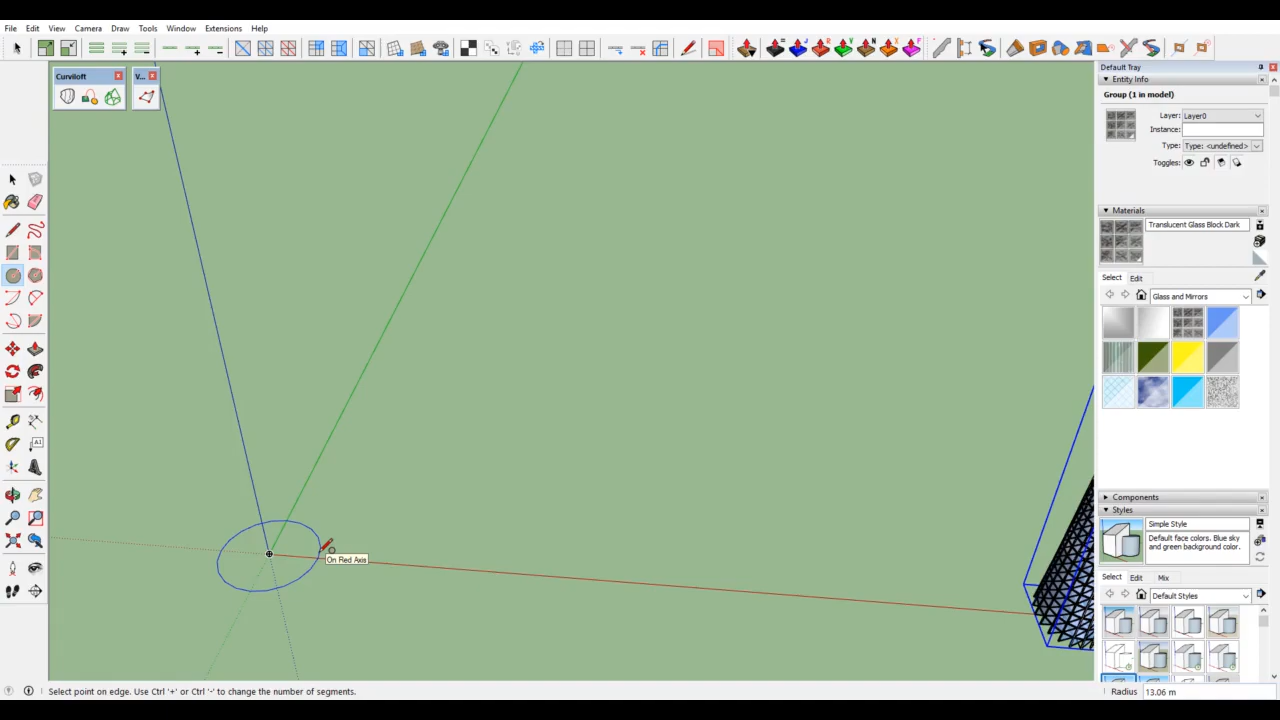 File Edit View Camera Draw Tools Window Extensions Help
Default Tray
Curviloft
V...
Entity Info
Group (1 in model)
Layer: Layer0
Instance:
Type: Type: <undefined>
Toggles:
Materials
Translucent Glass Block Dark
Select Edit
Glass and Mirrors
On Red Axis
Components
Styles
Simple Style
Default face colors. Blue sky
and green background color.
Select Edit Mix
Default Styles
Select point on edge. Use Ctrl '+' or Ctrl '-' to change the number of segments.
Radius 13.06 m